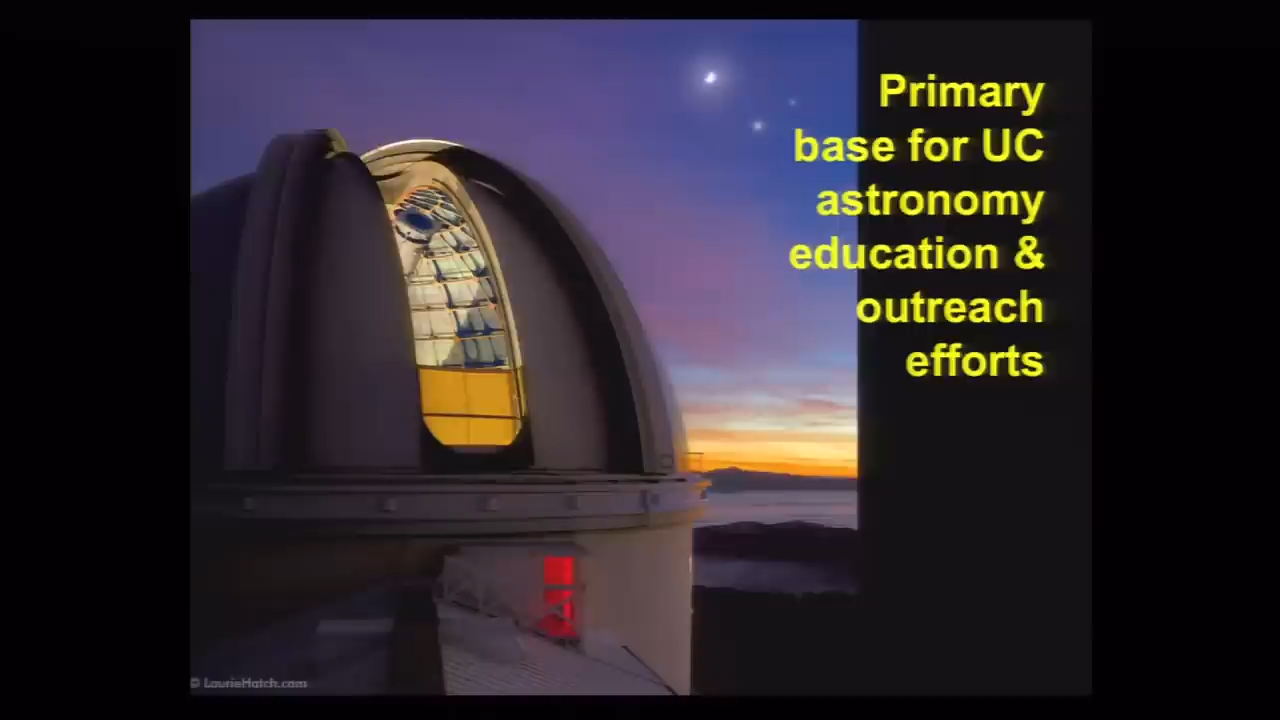 Primary
base for UC
astronomy
education &
outreach
efforts
© LaurieHatch.com